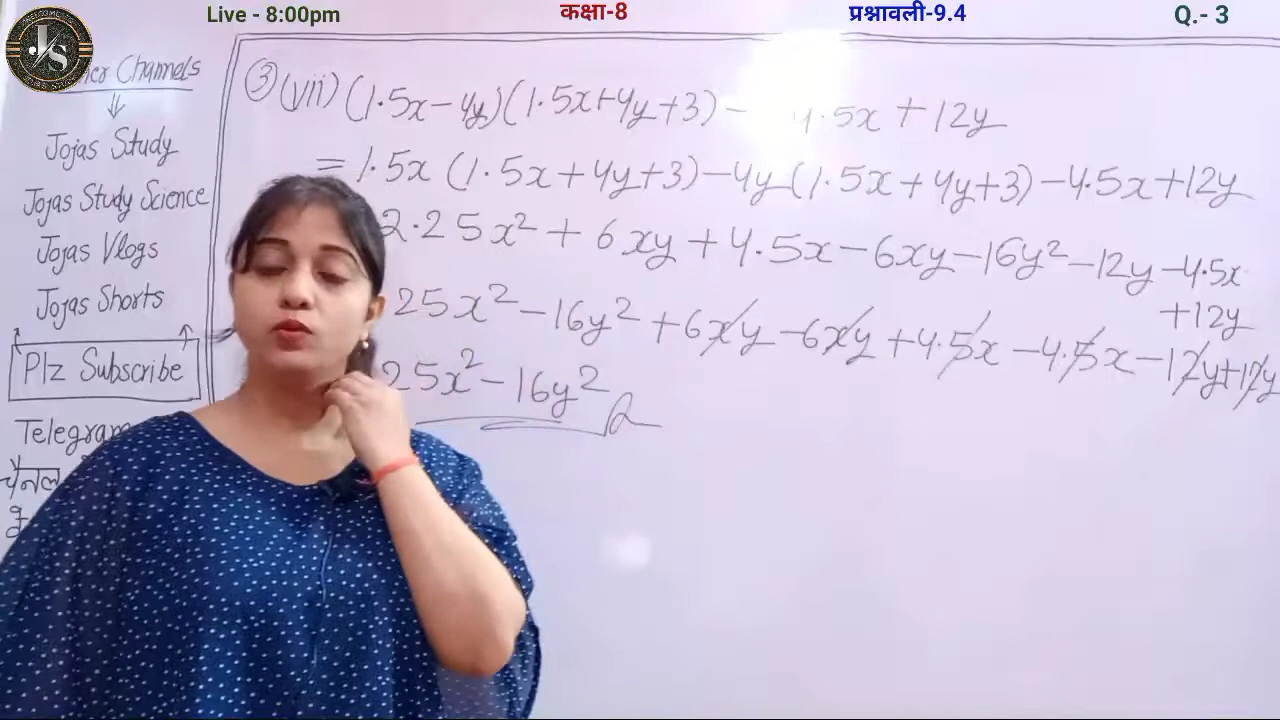 Live - 8:00pm कक्षा-8 प्रश्नावली-9.4 Q.- 3
Channels
Jojas Study
Jojas Study Science
Jojas Vlogs
Jojas Shorts
Plz Subscribe
Telegram
चैनल
③ (vii) (1.5x-4y)(1.5x+4y+3) - 4.5x + 12y
= 1.5x (1.5x+4y+3) -4y (1.5x+4y+3) -4.5x+12y
2.25x² + 6xy + 4.5x - 6xy - 16y² - 12y - 4.5x
+12y
25x² - 16y² + 6xy - 6xy + 4.5x - 4.5x - 12y+12y
25x² - 16y²